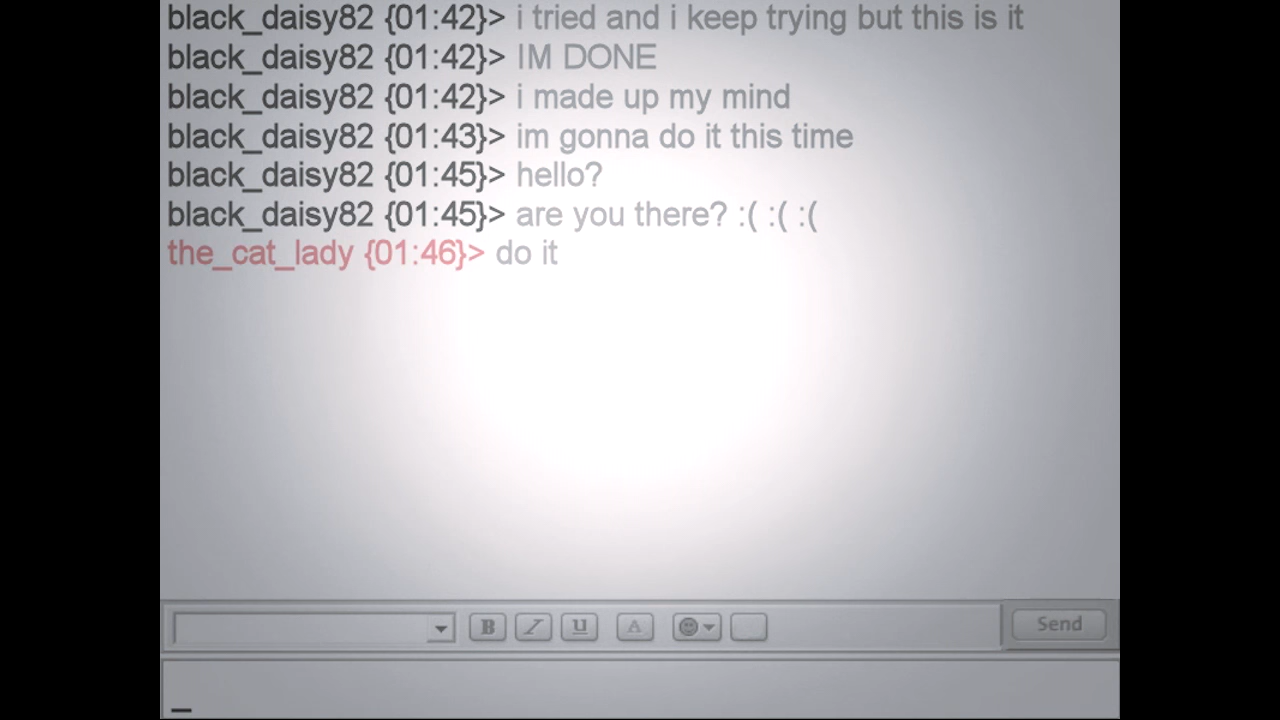 black_daisy82 {01:42}> i tried and i keep trying but this is it
black_daisy82 {01:42}> IM DONE
black_daisy82 {01:42}> i made up my mind
black_daisy82 {01:43}> im gonna do it this time
black_daisy82 {01:45}> hello?
black_daisy82 {01:45}> are you there? :( :( :(
the_cat_lady {01:46}> do it
B I U A Send
_